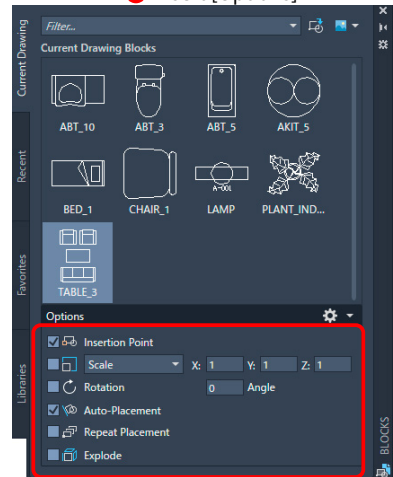 Filter...
Current Drawing Blocks
ABT_10 ABT_3 ABT_5 AKIT_5
A-001
BED_1 CHAIR_1 LAMP PLANT_IND...
TABLE_3
Options
Insertion Point
Scale X: 1 Y: 1 Z: 1
Rotation 0 Angle
Auto-Placement
Repeat Placement
Explode
Current Drawing
Recent
Favorites
Libraries
BLOCKS